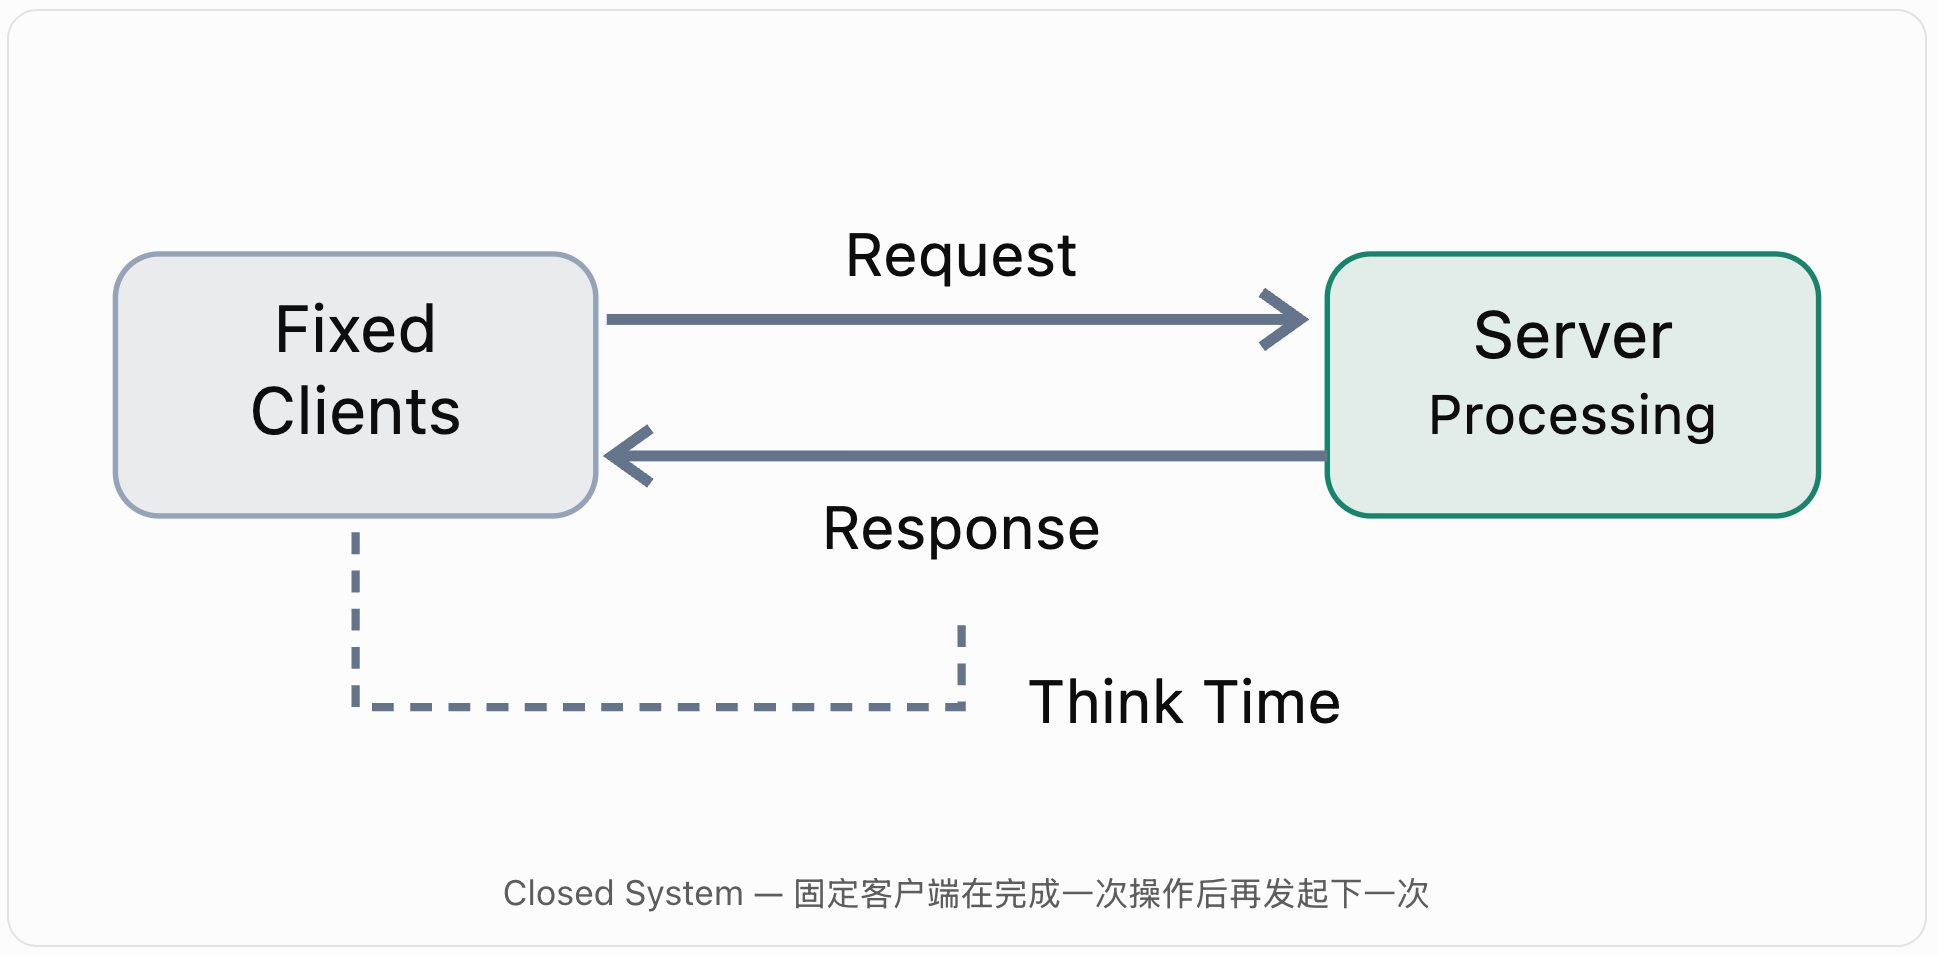 Fixed
Clients
Request
Response
Server
Processing
Think Time
Closed System — 固定客户端在完成一次操作后再发起下一次